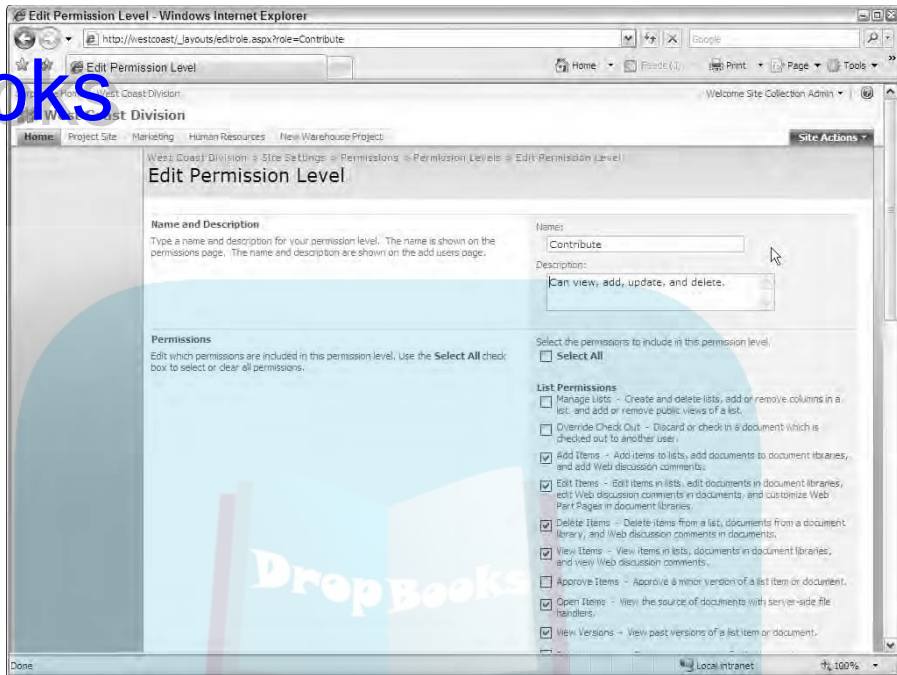 Edit Permission Level - Windows Internet Explorer
http://westcoast/_layouts/editrole.aspx?role=Contribute
Google
Edit Permission Level
Home
Feeds
Print
Page
Tools
oks
West Coast Division
Welcome Site Collection Admin
West Coast Division
Home Project Site Marketing Human Resources New Warehouse Project
Site Actions
West Coast Division > Site Settings > Permissions > Permission Levels > Edit Permission Level
Edit Permission Level
Name and Description
Type a name and description for your permission level. The name is shown on the
permissions page. The name and description are shown on the add users page.
Name:
Contribute
Description:
Can view, add, update, and delete.
Permissions
Edit which permissions are included in this permission level. Use the Select All check
box to select or clear all permissions.
Select the permissions to include in this permission level.
Select All
List Permissions
Manage Lists - Create and delete lists, add or remove columns in a
list, and add or remove public views of a list.
Override Check Out - Discard or check in a document which is
checked out to another user.
Add Items - Add items to lists, add documents to document libraries,
and add Web discussion comments.
Edit Items - Edit items in lists, edit documents in document libraries,
edit Web discussion comments in documents, and customize Web
Part Pages in document libraries.
Delete Items - Delete items from a list, documents from a document
library, and Web discussion comments in documents.
View Items - View items in lists, documents in document libraries,
and view Web discussion comments.
Approve Items - Approve a minor version of a list item or document.
Open Items - View the source of documents with server-side file
handlers.
View Versions - View past versions of a list item or document.
DropBooks
Done
Local intranet
100%